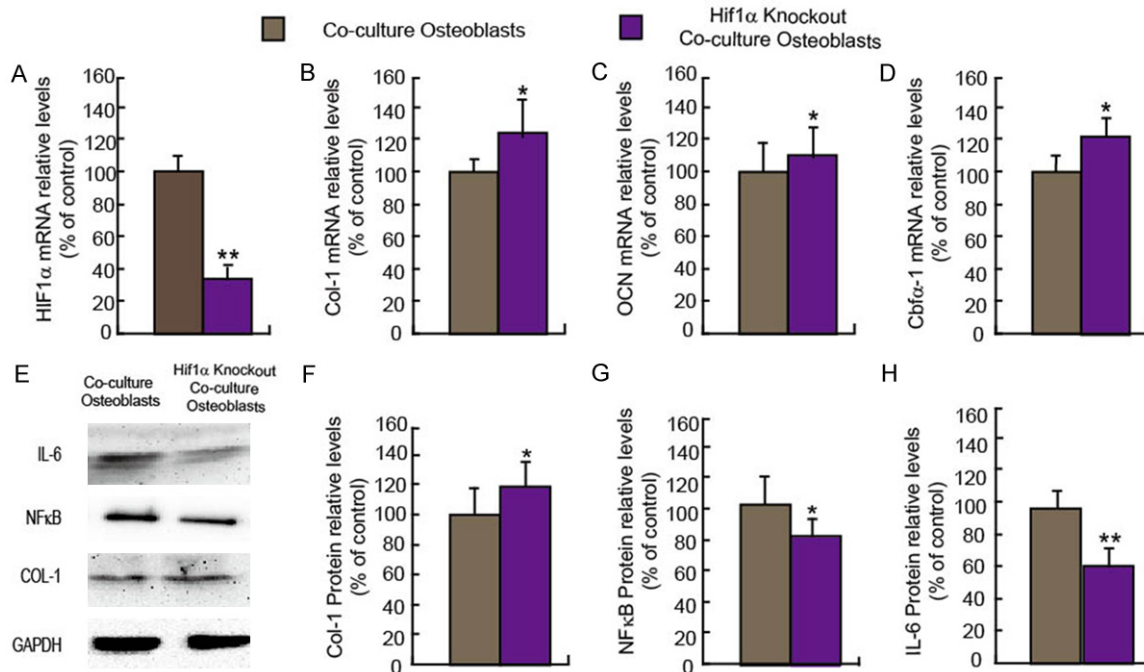 Co-culture Osteoblasts
Hif1α Knockout
Co-culture Osteoblasts
A
HIF1α mRNA relative levels
(% of control)
160
140
120
100
80
60
40
20
0
**
B
Col-1 mRNA relative levels
(% of control)
160
140
120
100
80
60
40
20
0
*
C
OCN mRNA relative levels
(% of control)
160
140
120
100
80
60
40
20
0
*
D
Cbfα-1 mRNA relative levels
(% of control)
160
140
120
100
80
60
40
20
0
*
E
Co-culture
Osteoblasts
Hif1α Knockout
Co-culture
Osteoblasts
IL-6
NFκB
COL-1
GAPDH
F
Col-1 Protein relative levels
(% of control)
160
140
120
100
80
60
40
20
0
*
G
NFκB Protein relative levels
(% of control)
160
140
120
100
80
60
40
20
0
*
H
IL-6 Protein relative levels
(% of control)
160
140
120
100
80
60
40
20
0
**